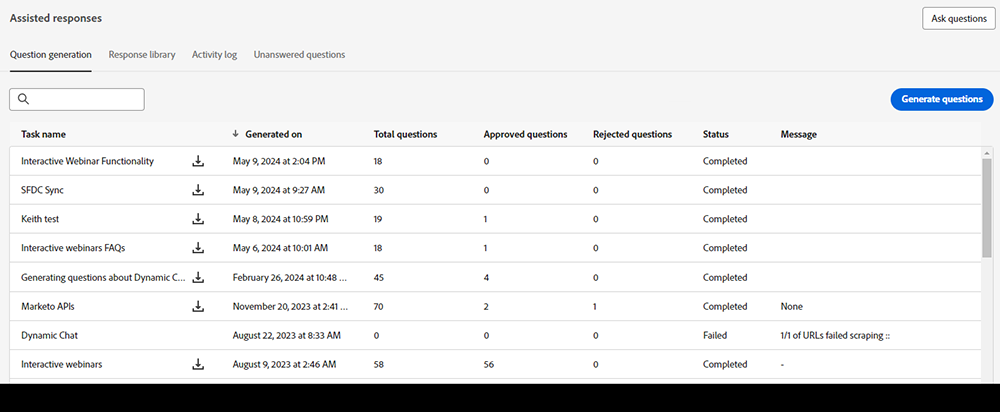 Assisted responses
Ask questions
Question generation Response library Activity log Unanswered questions
Generate questions
Task name Generated on Total questions Approved questions Rejected questions Status Message
Interactive Webinar Functionality May 9, 2024 at 2:04 PM 18 0 0 Completed
SFDC Sync May 9, 2024 at 9:27 AM 30 0 0 Completed
Keith test May 8, 2024 at 10:59 PM 19 1 0 Completed
Interactive webinars FAQs May 6, 2024 at 10:01 AM 18 1 0 Completed
Generating questions about Dynamic C... February 26, 2024 at 10:48 ... 45 4 0 Completed
Marketo APIs November 20, 2023 at 2:41 ... 70 2 1 Completed None
Dynamic Chat August 22, 2023 at 8:33 AM 0 0 0 Failed 1/1 of URLs failed scraping ::
Interactive webinars August 9, 2023 at 2:46 AM 58 56 0 Completed -